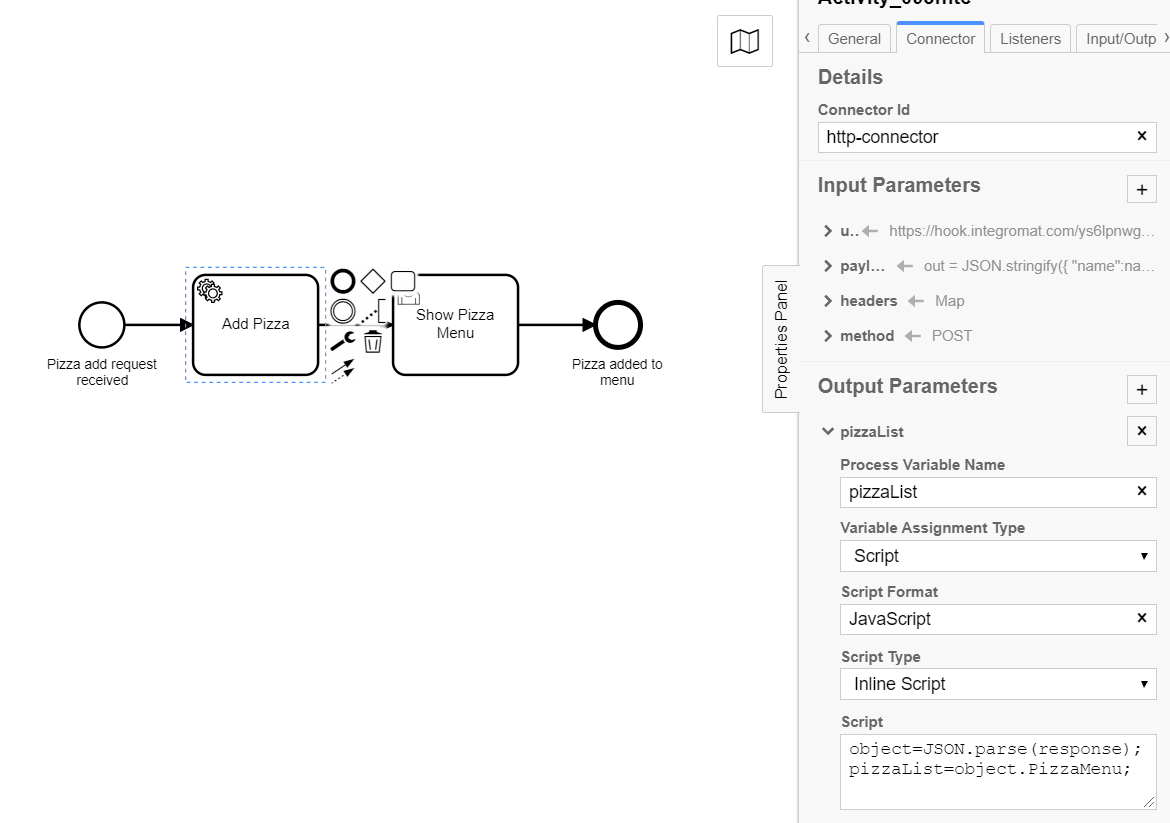 Pizza add request
received
Add Pizza
Show Pizza
Menu
Pizza added to
menu
Properties Panel
General
Connector
Listeners
Input/Outp
Details
Connector Id
http-connector
Input Parameters
u.. https://hook.integromat.com/ys6lpnwg...
payl... out = JSON.stringify({ "name":na...
headers Map
method POST
Output Parameters
pizzaList
Process Variable Name
pizzaList
Variable Assignment Type
Script
Script Format
JavaScript
Script Type
Inline Script
Script
object=JSON.parse(response);
pizzaList=object.PizzaMenu;